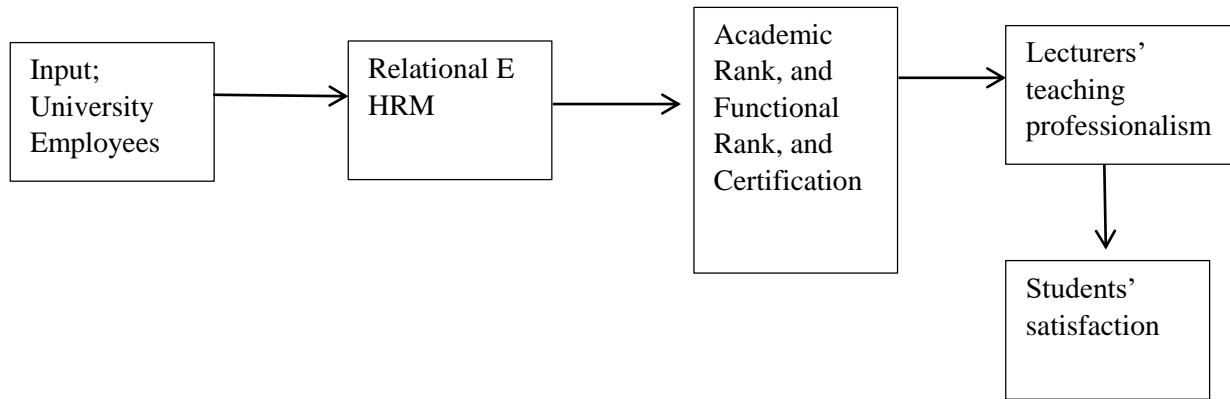 Input;
University
Employees
Relational E
HRM
Academic
Rank, and
Functional
Rank, and
Certification
Lecturers’
teaching
professionalism
Students’
satisfaction